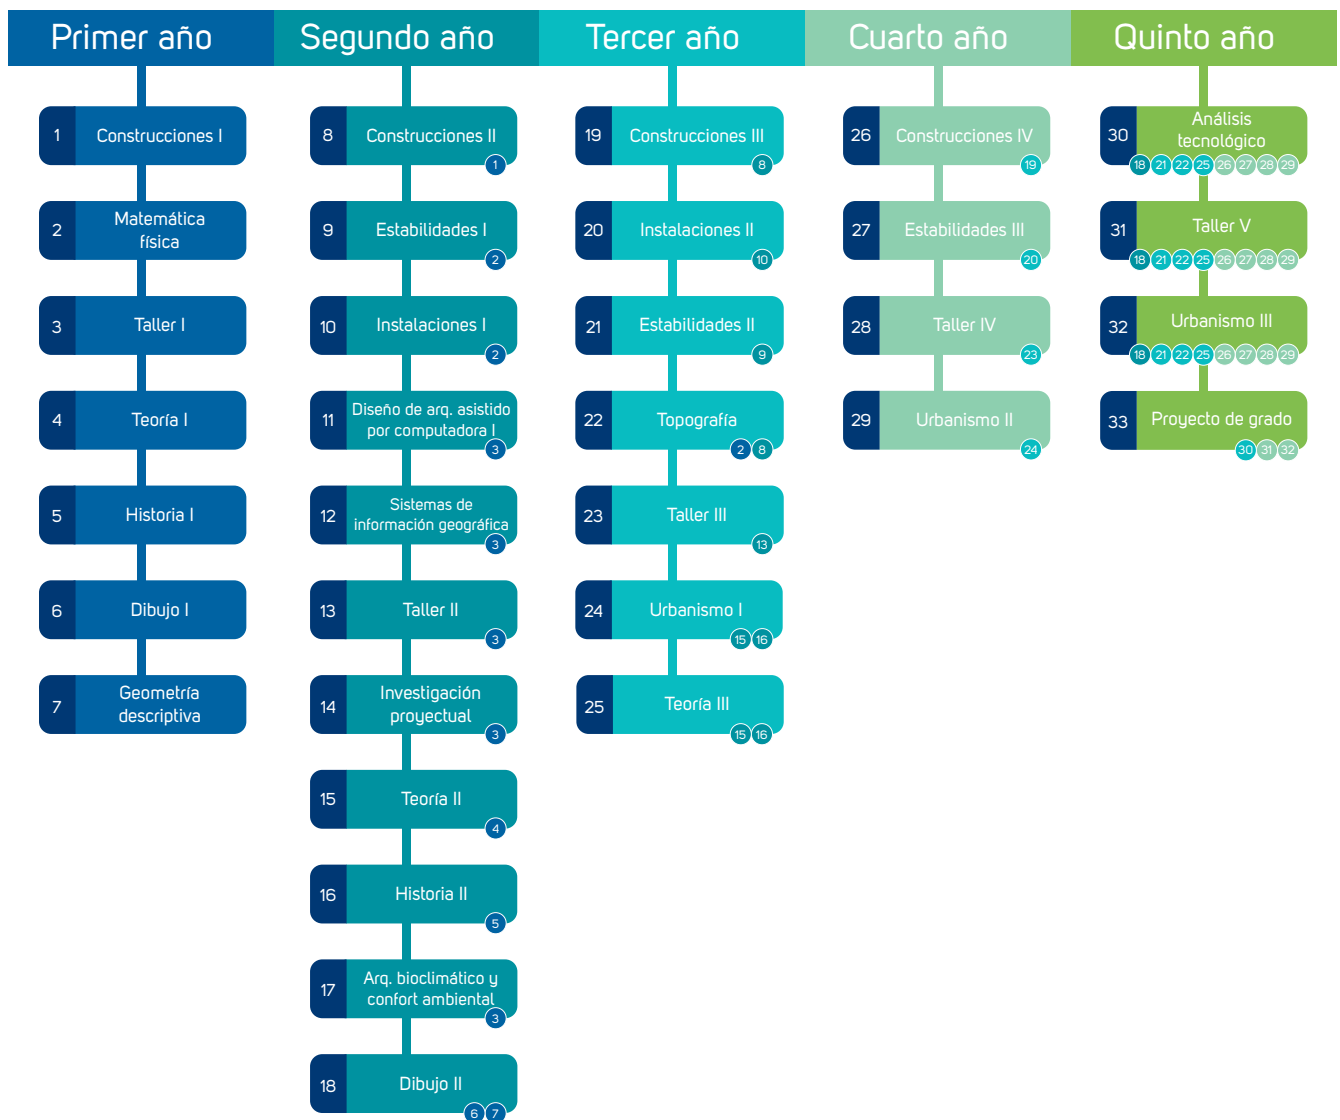 Primer año
1
Construcciones I
2
Matemática
física
3
Taller I
4
Teoría I
5
Historia I
6
Dibujo I
7
Geometría
descriptiva
Segundo año
8
Construcciones II
1
9
Estabilidades I
2
10
Instalaciones I
2
11
Diseño de arq. asistido
por computadora I
3
12
Sistemas de
información geográfica
3
13
Taller II
3
14
Investigación
proyectual
3
15
Teoría II
4
16
Historia II
5
17
Arq. bioclimático y
confort ambiental
3
18
Dibujo II
6 7
Tercer año
19
Construcciones III
8
20
Instalaciones II
10
21
Estabilidades II
9
22
Topografía
2 8
23
Taller III
13
24
Urbanismo I
15 16
25
Teoría III
15 16
Cuarto año
26
Construcciones IV
19
27
Estabilidades III
20
28
Taller IV
23
29
Urbanismo II
24
Quinto año
30
Análisis
tecnológico
18 21 22 25 26 27 28 29
31
Taller V
18 21 22 25 26 27 28 29
32
Urbanismo III
18 21 22 25 26 27 28 29
33
Proyecto de grado
30 31 32